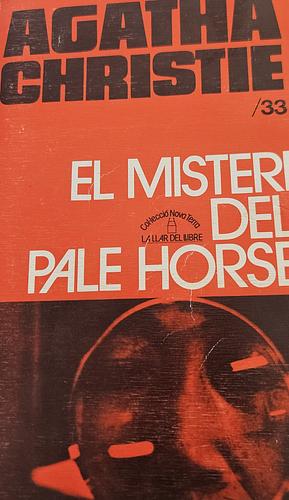 AGATHA
CHRISTIE
/33
EL MISTERI
DEL
Col·lecció Nova Terra
LA LLAR DEL LLIBRE
PALE HORSE